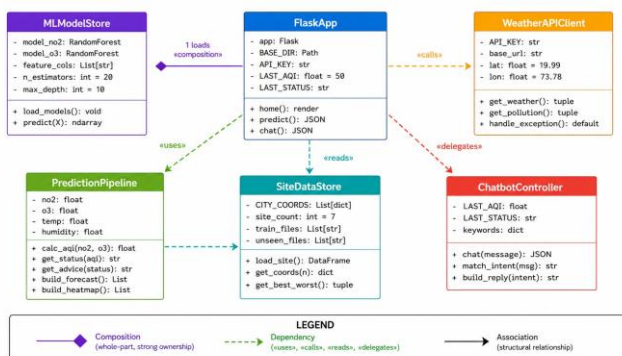 MLModelStore
- model_no2: RandomForest
- model_o3: RandomForest
- feature_cols: List[str]
- n_estimators: int = 20
- max_depth: int = 10
+ load_models(): void
+ predict(X): ndarray
1 loads
«composition»
FlaskApp
- app: Flask
- BASE_DIR: Path
- API_KEY: str
- LAST_AQI: float = 50
- LAST_STATUS: str
+ home(): render
+ predict(): JSON
+ chat(): JSON
«calls»
WeatherAPIClient
- API_KEY: str
- base_url: str
- lat: float = 19.99
- lon: float = 73.78
+ get_weather(): tuple
+ get_pollution(): tuple
+ handle_exception(): default
«uses»
«reads»
«delegates»
PredictionPipeline
- no2: float
- o3: float
- temp: float
- humidity: float
+ calc_aqi(no2, o3): float
+ get_status(aqi): str
+ get_advice(status): str
+ build_forecast(): List
+ build_heatmap(): List
SiteDataStore
- CITY_COORDS: List[dict]
- site_count: int = 7
- train_files: List[str]
- unseen_files: List[str]
+ load_site(): DataFrame
+ get_coords(n): dict
+ get_best_worst(): tuple
ChatbotController
- LAST_AQI: float
- LAST_STATUS: str
- keywords: dict
+ chat(message): JSON
+ match_intent(msg): str
+ build_reply(intent): str
LEGEND
Composition
(whole-part, strong ownership)
Dependency
(«uses», «calls», «reads», «delegates»)
Association
(structural relationship)